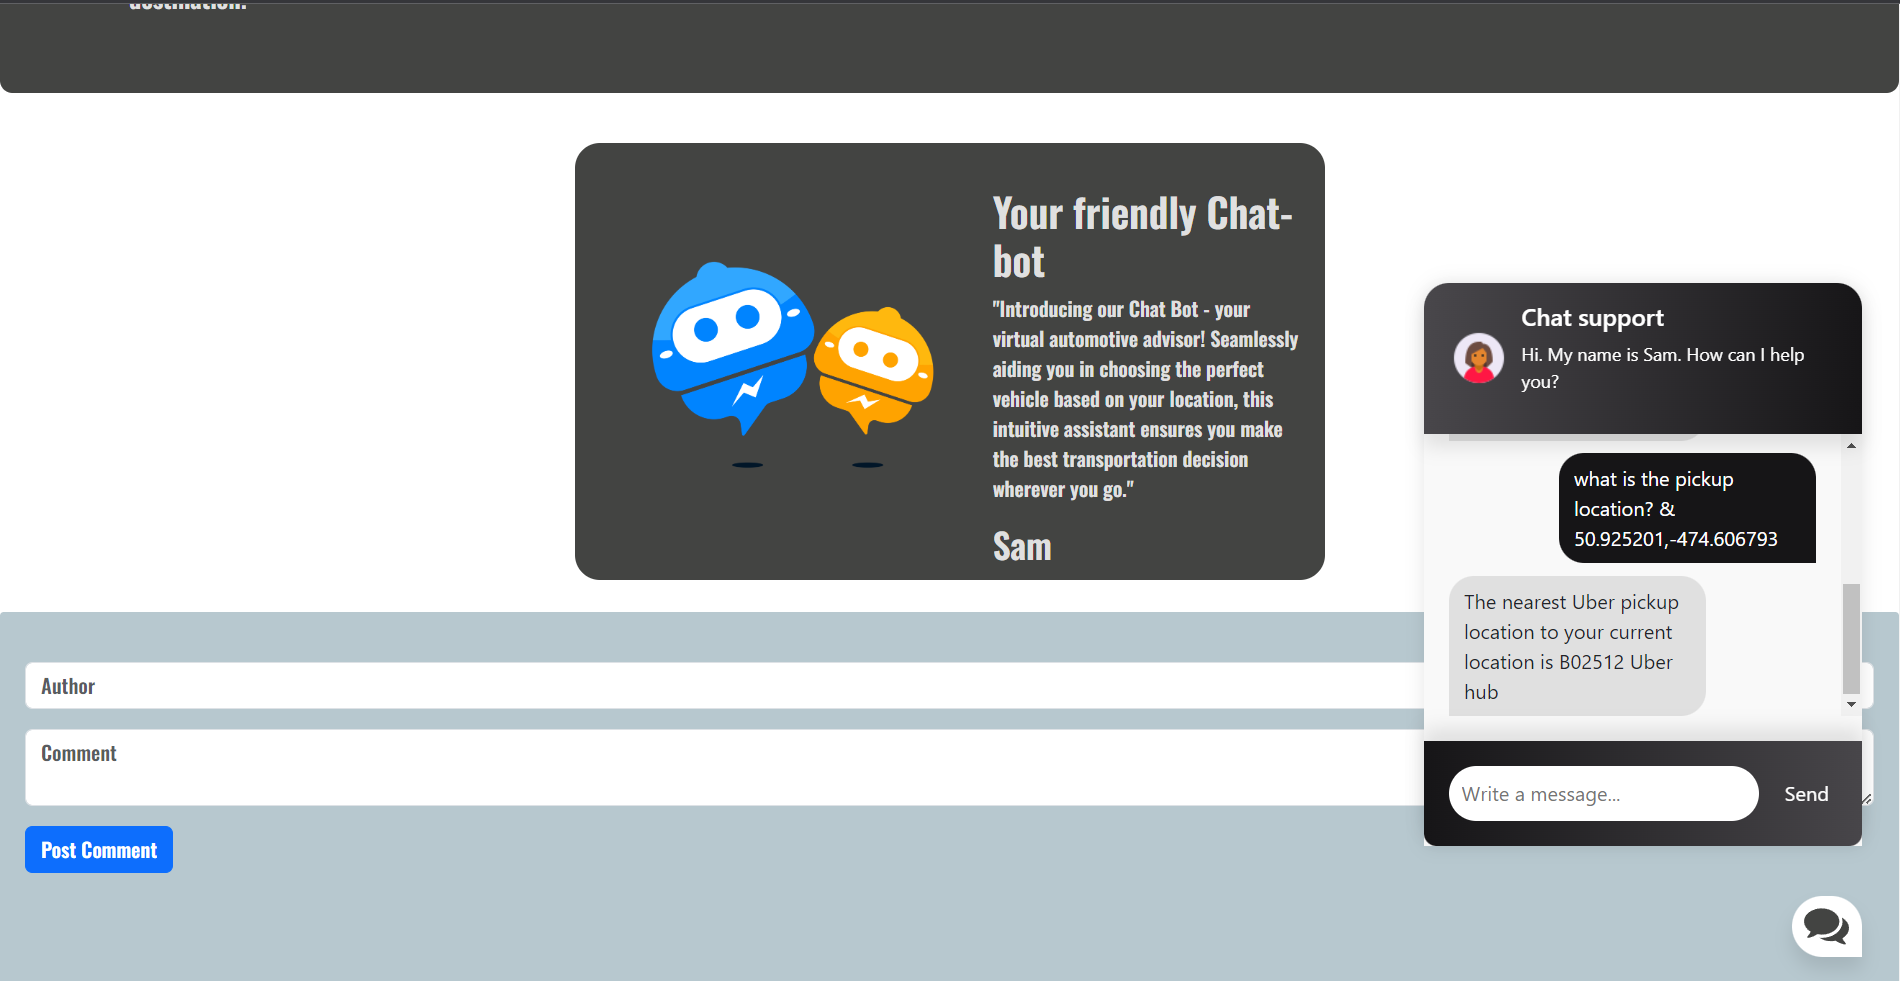 destination.
Your friendly Chat-
bot
"Introducing our Chat Bot - your
virtual automotive advisor! Seamlessly
aiding you in choosing the perfect
vehicle based on your location, this
intuitive assistant ensures you make
the best transportation decision
wherever you go."
Sam
Author
Comment
Post Comment
Chat support
Hi. My name is Sam. How can I help
you?
what is the pickup
location? &
50.925201,-474.606793
The nearest Uber pickup
location to your current
location is B02512 Uber
hub
Write a message...
Send